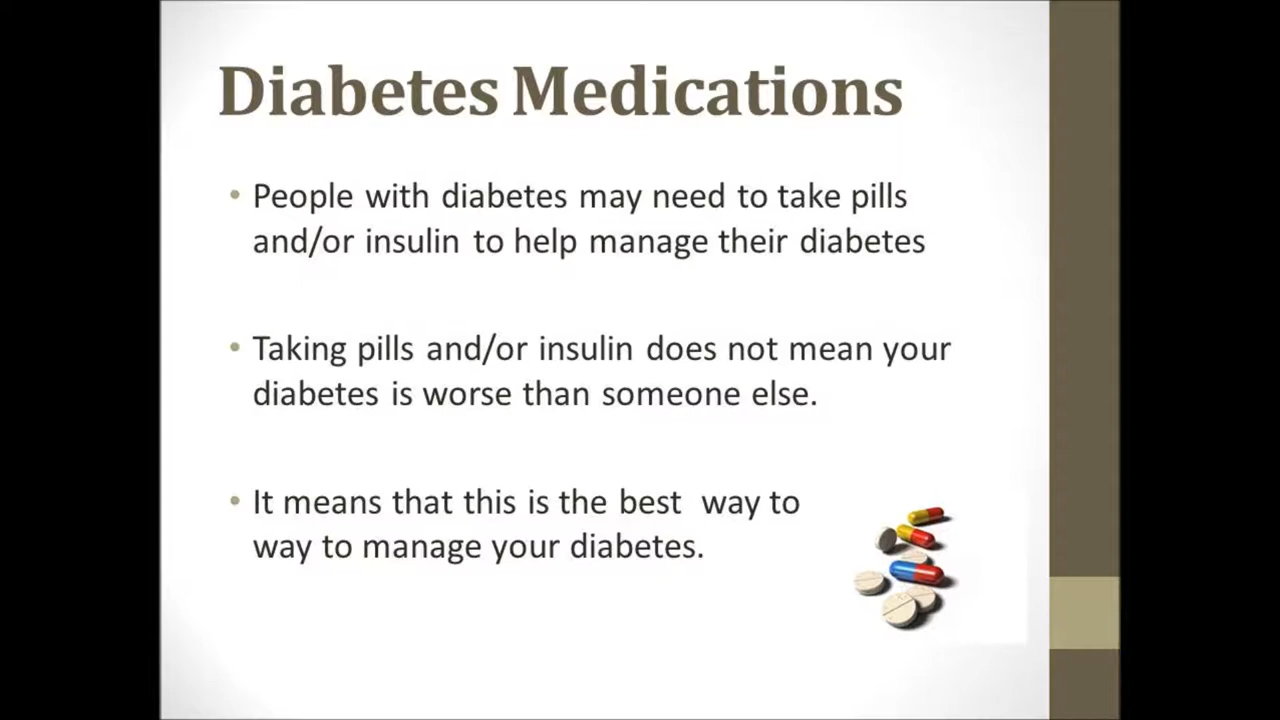 Diabetes Medications
• People with diabetes may need to take pills
and/or insulin to help manage their diabetes
• Taking pills and/or insulin does not mean your
diabetes is worse than someone else.
• It means that this is the best  way to
way to manage your diabetes.